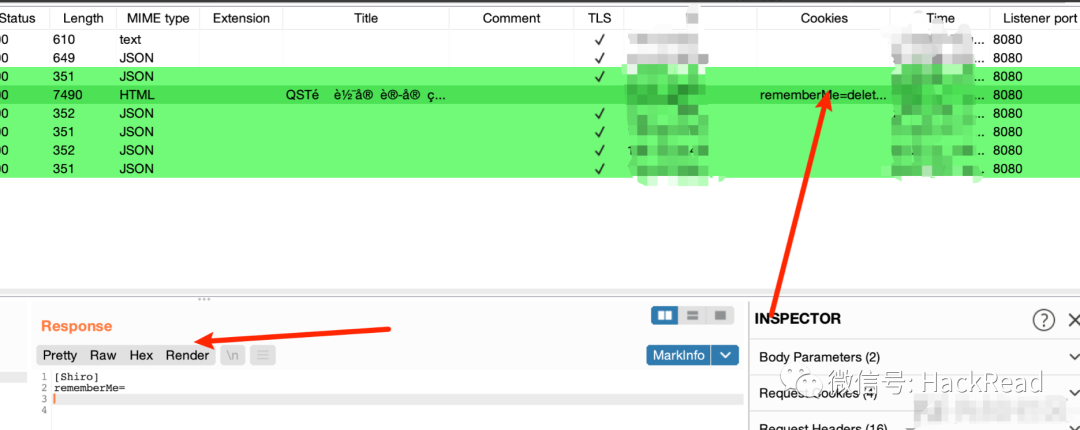 Status Length MIME type Extension Title Comment TLS Cookies Time Listener port
00 610 text ✓ ... 8080
00 649 JSON ✓ ... 8080
00 351 JSON ✓ ... 8080
00 7490 HTML QSTé è½¯å® è®-å® ç... rememberMe=delet... 8080
00 352 JSON ✓ 8080
00 351 JSON ✓ 8080
00 352 JSON ✓ 8080
00 351 JSON ✓ 8080
Response
INSPECTOR
Pretty Raw Hex Render \n
MarkInfo
Body Parameters (2)
1 [Shiro]
2 rememberMe=
3
4
Request Cookies (4)
微信号: HackRead
Request Headers (16)